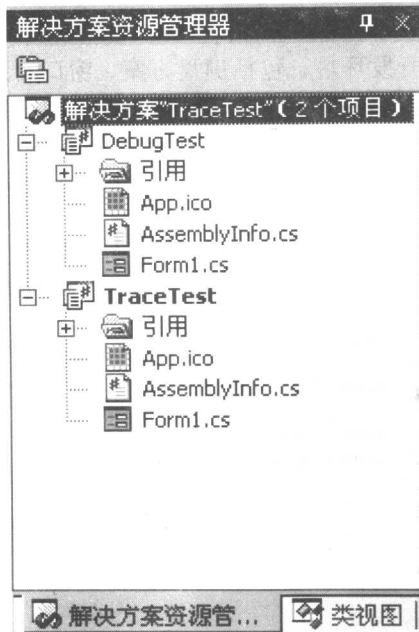 解决方案资源管理器
解决方案"TraceTest"(2 个项目)
DebugTest
引用
App.ico
AssemblyInfo.cs
Form1.cs
TraceTest
引用
App.ico
AssemblyInfo.cs
Form1.cs
解决方案资源管... 类视图